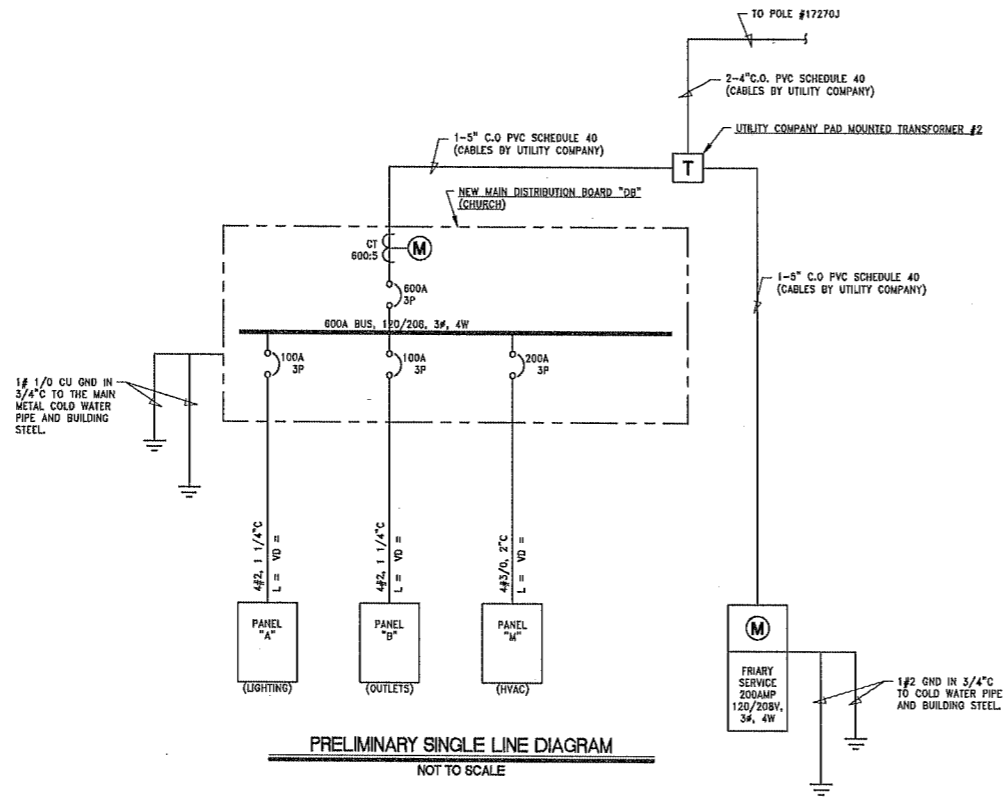 TO POLE #17270J
2-4"C.O. PVC SCHEDULE 40
(CABLES BY UTILITY COMPANY)
UTILITY COMPANY PAD MOUNTED TRANSFORMER #2
1-5" C.O PVC SCHEDULE 40
(CABLES BY UTILITY COMPANY)
T
NEW MAIN DISTRIBUTION BOARD "DB"
(CHURCH)
CT
600:5
M
600A
3P
1-5" C.O PVC SCHEDULE 40
(CABLES BY UTILITY COMPANY)
600A BUS, 120/208, 3ø, 4W
100A
3P
100A
3P
200A
3P
1# 1/0 CU GND IN
3/4"C TO THE MAIN
METAL COLD WATER
PIPE AND BUILDING
STEEL.
4#2, 1 1/4"C
L = VD =
4#2, 1 1/4"C
L = VD =
4#3/0, 2"C
L = VD =
PANEL
"A"
(LIGHTING)
PANEL
"B"
(OUTLETS)
PANEL
"M"
(HVAC)
M
FRIARY
SERVICE
200AMP
120/208V,
3ø, 4W
1#2 GND IN 3/4"C
TO COLD WATER PIPE
AND BUILDING STEEL.
PRELIMINARY SINGLE LINE DIAGRAM
NOT TO SCALE